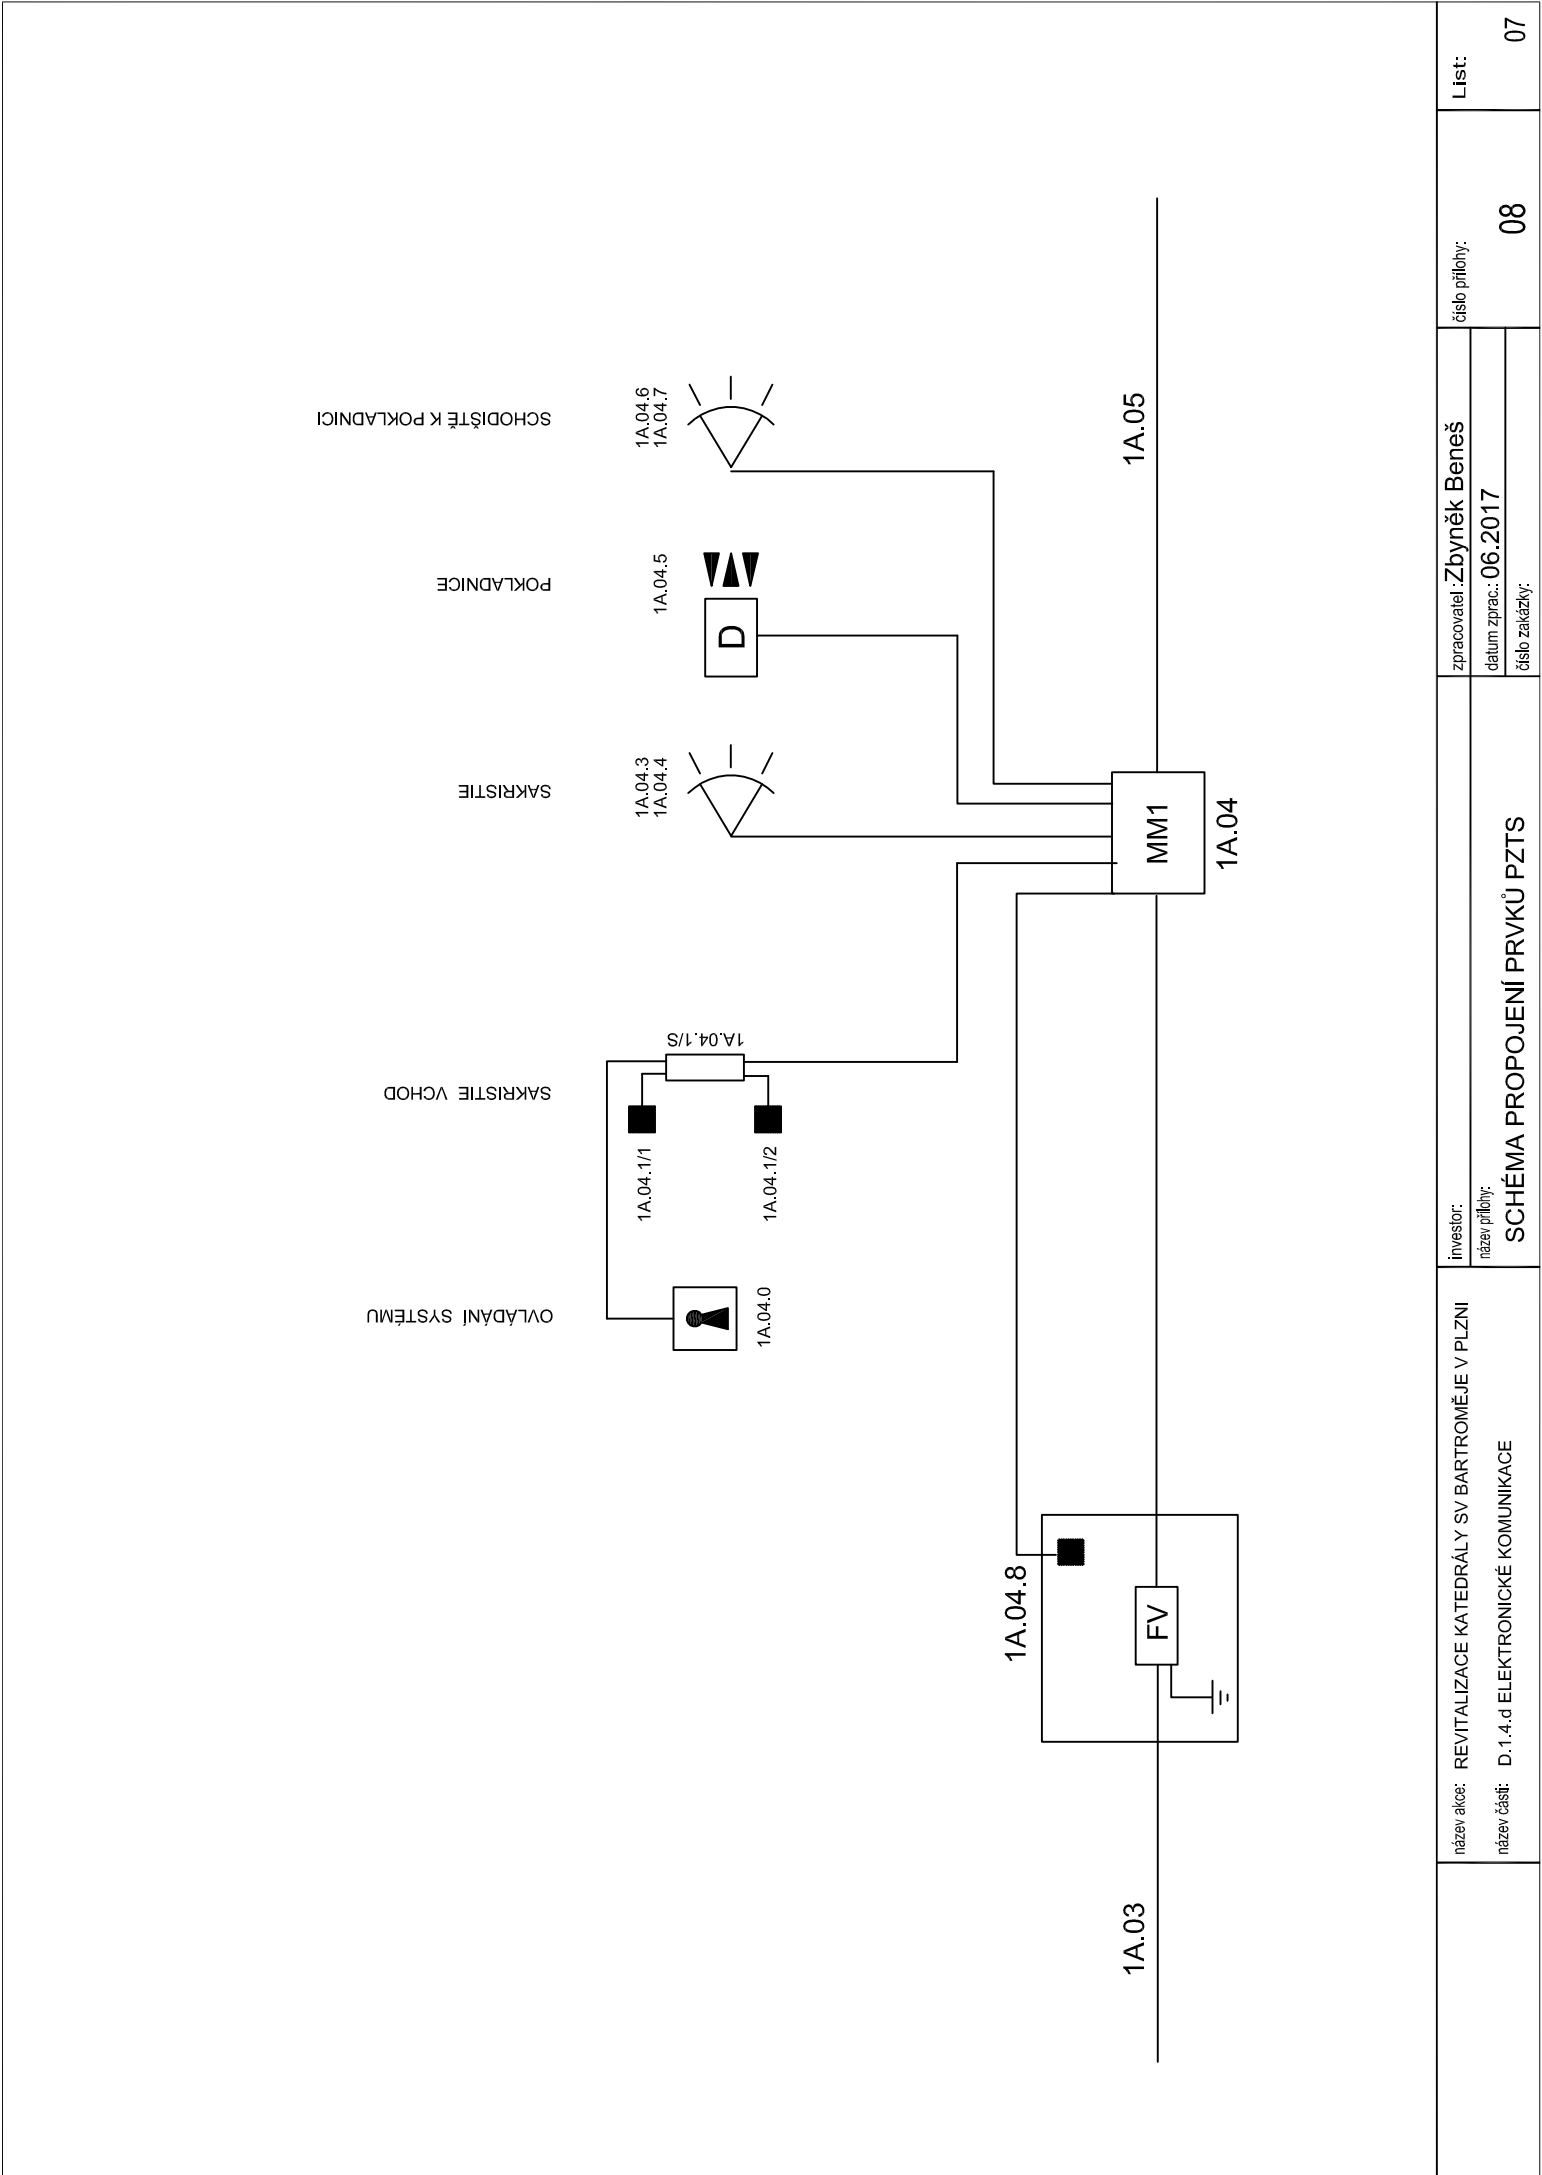 OVLÁDÁNÍ SYSTÉMU
SAKRISTIE VCHOD
SAKRISTIE
POKLADNICE
SCHODIŠTĚ K POKLADNICI
1A.04.0
1A.04.1/1
1A.04.1/2
1A.04.1/S
1A.04.3
1A.04.4
1A.04.5
D
1A.04.6
1A.04.7
1A.03
1A.04.8
FV
MM1
1A.04
1A.05
název akce: REVITALIZACE KATEDRÁLY SV BARTROMĚJE V PLZNI
název části: D.1.4.d ELEKTRONICKÉ KOMUNIKACE
investor:
název přílohy:
SCHÉMA PROPOJENÍ PRVKŮ PZTS
zpracovatel: Zbyněk Beneš
datum zprac.: 06.2017
číslo zakázky:
číslo přílohy:
08
List:
07